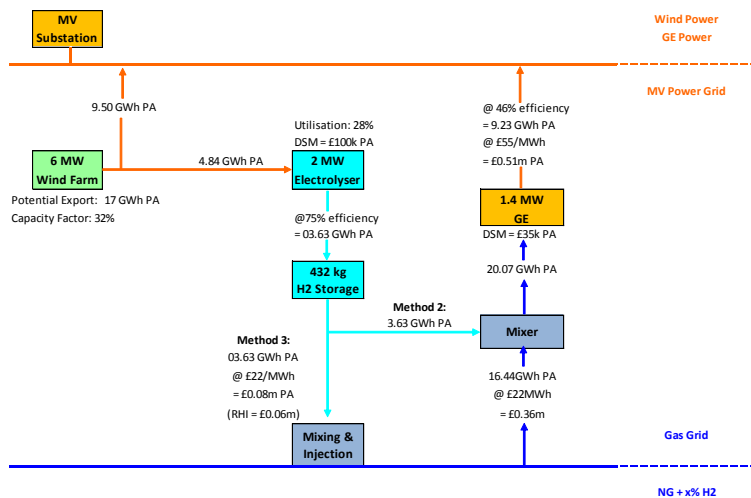 MV
Substation
Wind Power
GE Power
MV Power Grid
9.50 GWh PA
@ 46% efficiency
= 9.23 GWh PA
@ £55/MWh
= £0.51m PA
Utilisation: 28%
DSM = £100k PA
6 MW
Wind Farm
4.84 GWh PA
2 MW
Electrolyser
Potential Export: 17 GWh PA
Capacity Factor: 32%
1.4 MW
GE
DSM = £35k PA
@75% efficiency
= 03.63 GWh PA
20.07 GWh PA
432 kg
H2 Storage
Method 2:
3.63 GWh PA
Mixer
Method 3:
03.63 GWh PA
@ £22/MWh
= £0.08m PA
(RHI = £0.06m)
16.44GWh PA
@ £22MWh
= £0.36m
Mixing &
Injection
Gas Grid
NG + x% H2